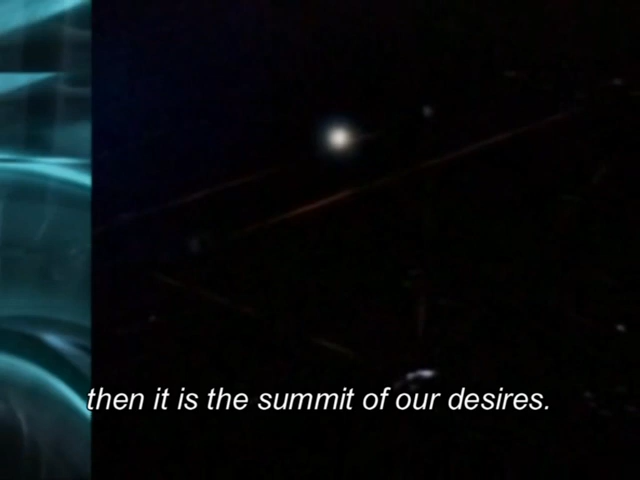 then it is the summit of our desires.